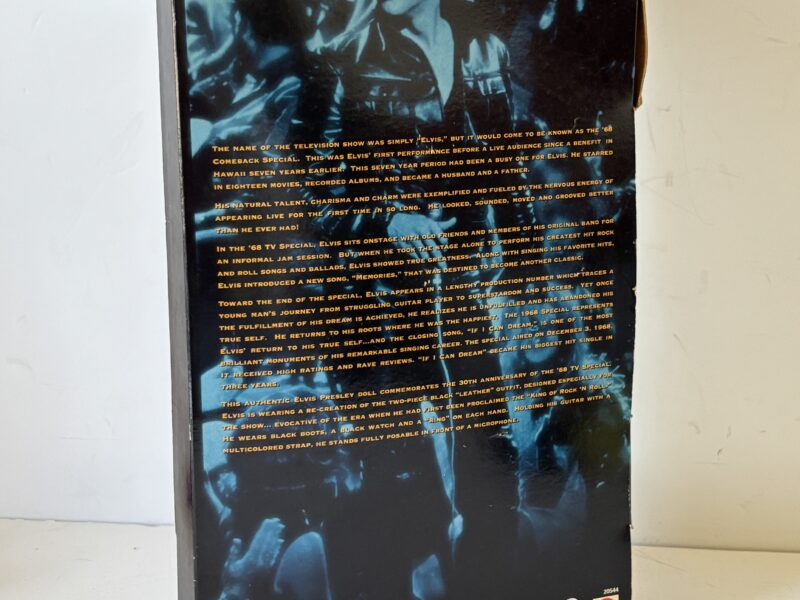 The name of the television show was simply "Elvis," but it would come to be known as the '68
Comeback Special. This was Elvis' first performance before a live audience since a benefit in
Hawaii seven years earlier. This seven year period had been a busy one for Elvis. He starred
in eighteen movies, recorded albums, and became a husband and a father.
His natural talent, charisma and charm were exemplified and fueled by the nervous energy of
appearing live for the first time in so long. He looked, sounded, moved and grooved better
than he ever had!
In the '68 TV Special, Elvis sits onstage with old friends and members of his original band for
an informal jam session. But when he took the stage alone to perform his greatest hit rock
and roll songs and ballads, Elvis showed true greatness. Along with singing his favorite hits,
Elvis introduced a new song, "Memories," that was destined to become another classic.
Toward the end of the special, Elvis appears in a lengthy production number which traces a
young man's journey from struggling guitar player to superstardom and success. Yet once
the fulfillment of his dream is achieved, he realizes he is unfulfilled and has abandoned his
true self. He returns to his roots where he was the happiest. The 1968 Special represents
Elvis' return to his true self...and the closing song, "If I Can Dream," is one of the most
brilliant monuments of his remarkable singing career. The special aired on December 3, 1968.
It received high ratings and rave reviews. "If I Can Dream" became his biggest hit single in
three years.
This authentic Elvis Presley doll commemorates the 30th anniversary of the '68 TV Special.
Elvis is wearing a re-creation of the two-piece black "leather" outfit, designed especially for
the show... evocative of the era when he had first been proclaimed the "King of Rock 'n Roll."
He wears black boots, a black watch and a "ring" on each hand. Holding his guitar with a
multicolored strap, he stands fully posable in front of a microphone.
20544